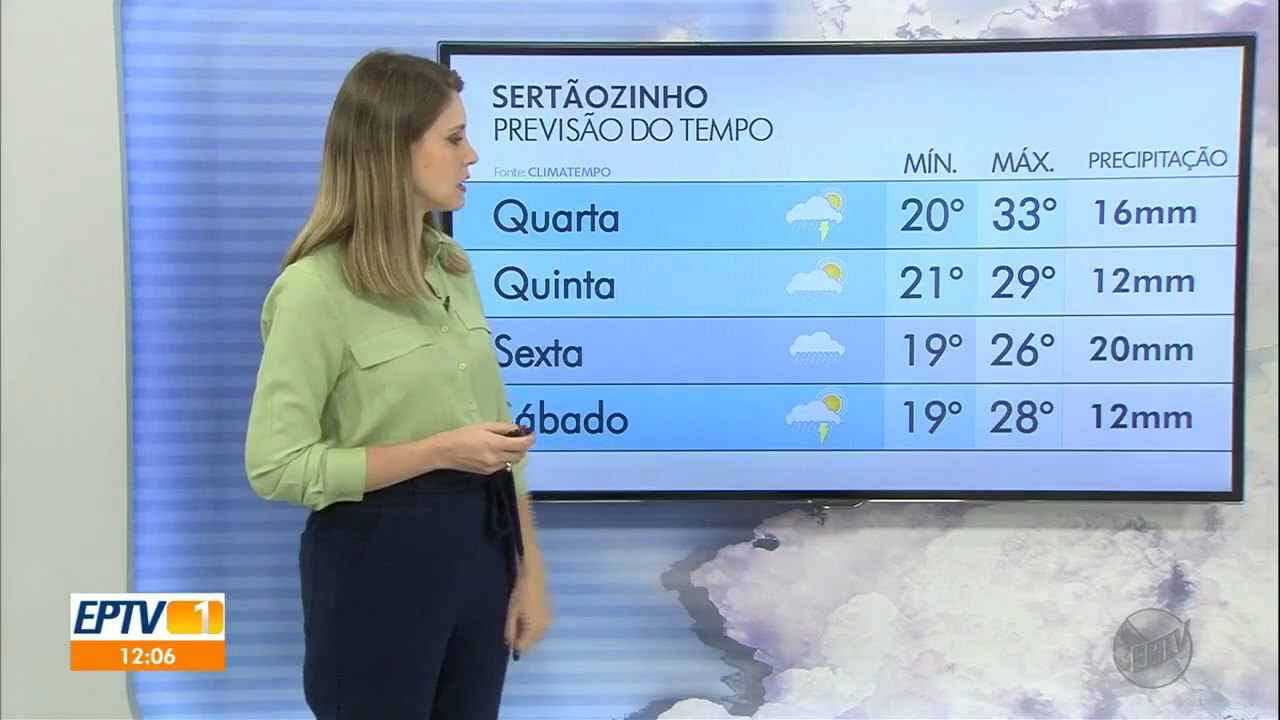 SERTÃOZINHO
PREVISÃO DO TEMPO
Fonte: CLIMATEMPO MÍN. MÁX. PRECIPITAÇÃO
Quarta 20° 33° 16mm
Quinta 21° 29° 12mm
Sexta 19° 26° 20mm
ábado 19° 28° 12mm
EPTV 1
12:06
EPTV